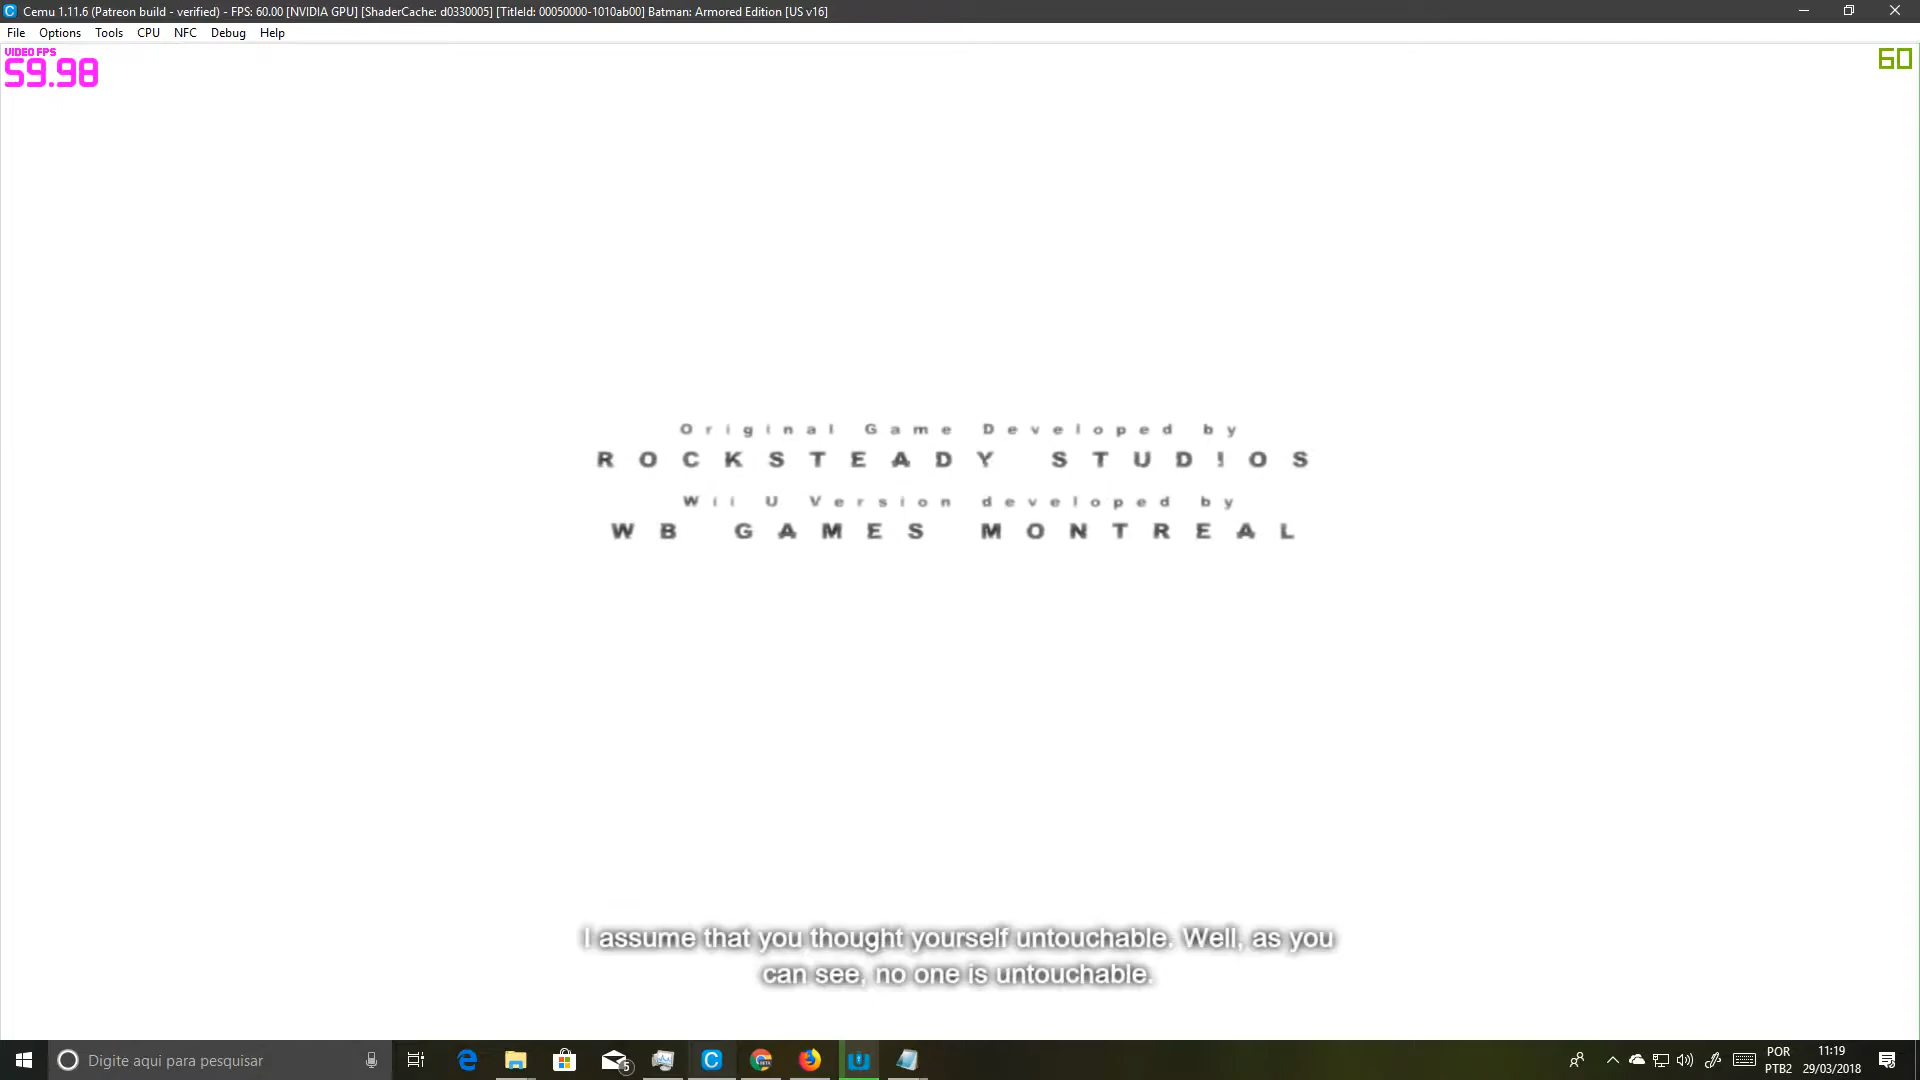 Cemu 1.11.6 (Patreon build - verified) - FPS: 60.00 [NVIDIA GPU] [ShaderCache: d0330005] [TitleId: 00050000-1010ab00] Batman: Armored Edition [US v16]
File Options Tools CPU NFC Debug Help
VIDEO FPS
59.98
60
Original Game Developed by
ROCKSTEADY STUDIOS
Wii U Version developed by
WB GAMES MONTREAL
I assume that you thought yourself untouchable. Well, as you
can see, no one is untouchable.
Digite aqui para pesquisar
5
BETA
POR
PTB2
11:19
29/03/2018